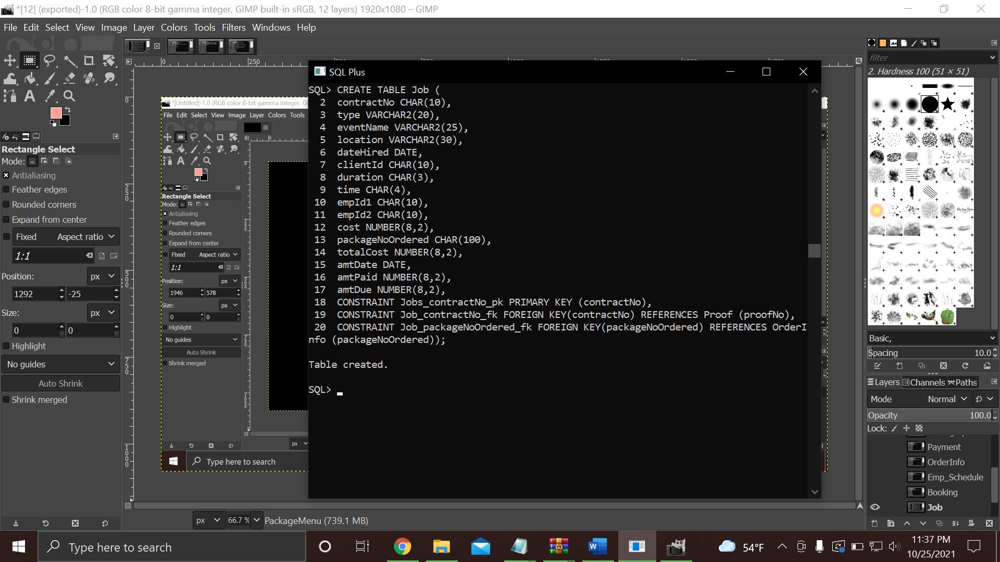 *[12] (exported)-1.0 (RGB color 8-bit gamma integer, GIMP built-in sRGB, 12 layers) 1920x1080 – GIMP
File Edit Select View Image Layer Colors Tools Filters Windows Help
Rectangle Select
Mode:
Antialiasing
Feather edges
Rounded corners
Expand from center
Fixed Aspect ratio
1:1
Position: px
1292 -25
Size: px
0 0
Highlight
No guides
Auto Shrink
Shrink merged
0 250
0
250
500
750
1000
*[Untitled]-1.0 (RGB color 8-bit gamma integer,
File Edit Select View Image Layer Colors Tools
Rectangle Select
Mode:
Antialiasing
Feather edges
Rounded corners
Expand from center
Fixed Aspect ratio
1:1
Position: px
1946 578
Size: px
0 0
Highlight
No guides
Auto Shrink
Shrink merged
px
Type here to search
SQL Plus
SQL> CREATE TABLE Job (
2 contractNo CHAR(10),
3 type VARCHAR2(20),
4 eventName VARCHAR2(25),
5 location VARCHAR2(30),
6 dateHired DATE,
7 clientId CHAR(10),
8 duration CHAR(3),
9 time CHAR(4),
10 empId1 CHAR(10),
11 empId2 CHAR(10),
12 cost NUMBER(8,2),
13 packageNoOrdered CHAR(100),
14 totalCost NUMBER(8,2),
15 amtDate DATE,
16 amtPaid NUMBER(8,2),
17 amtDue NUMBER(8,2),
18 CONSTRAINT Jobs_contractNo_pk PRIMARY KEY (contractNo),
19 CONSTRAINT Job_contractNo_fk FOREIGN KEY(contractNo) REFERENCES Proof (proofNo),
20 CONSTRAINT Job_packageNoOrdered_fk FOREIGN KEY(packageNoOrdered) REFERENCES OrderI
nfo (packageNoOrdered));
Table created.
SQL>
px 66.7 % PackageMenu (739.1 MB)
filter
2. Hardness 100 (51 × 51)
Basic,
Spacing 10.0
Layers Channels Paths
Mode Normal
Opacity 100.0
Lock:
Payment
OrderInfo
Emp_Schedule
Booking
Job
Type here to search
54°F
11:37 PM
10/25/2021